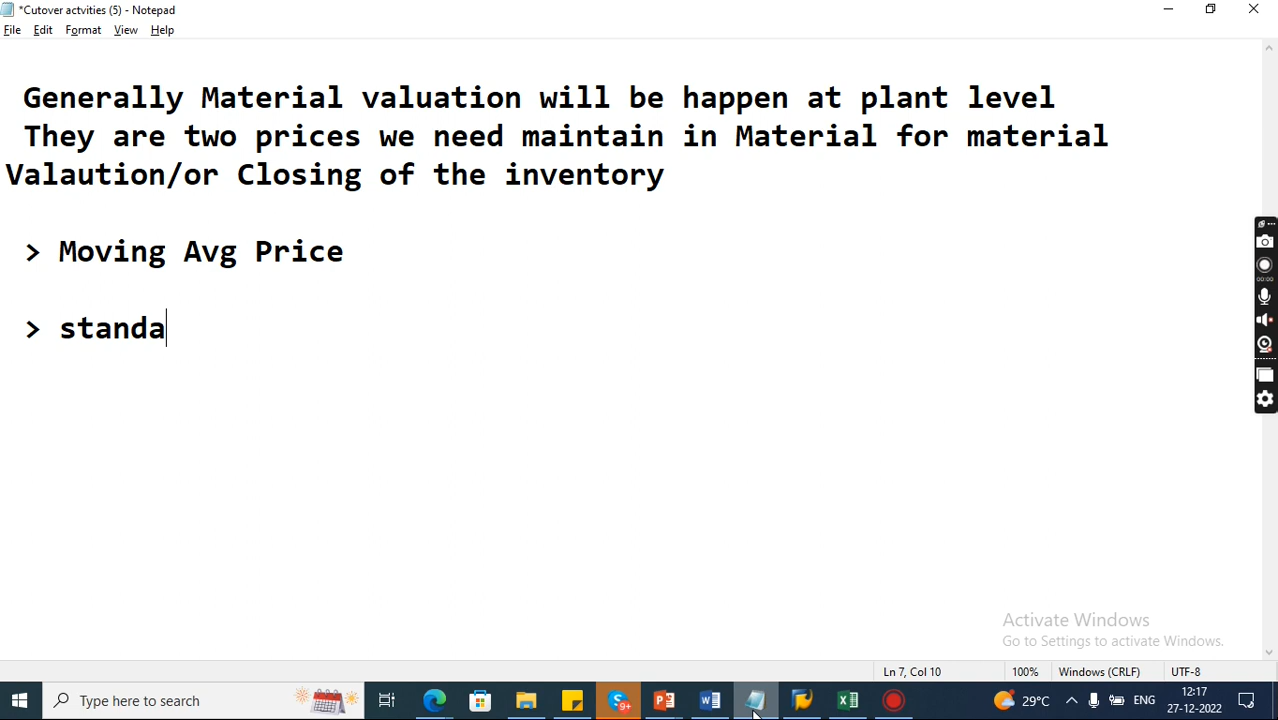 *Cutover actvities (5) - Notepad
File Edit Format View Help
Generally Material valuation will be happen at plant level
They are two prices we need maintain in Material for material
Valaution/or Closing of the inventory
> Moving Avg Price
> standa
00:00
Activate Windows
Go to Settings to activate Windows.
Ln 7, Col 10 100% Windows (CRLF) UTF-8
Type here to search 9+ 29°C ENG 12:17
27-12-2022